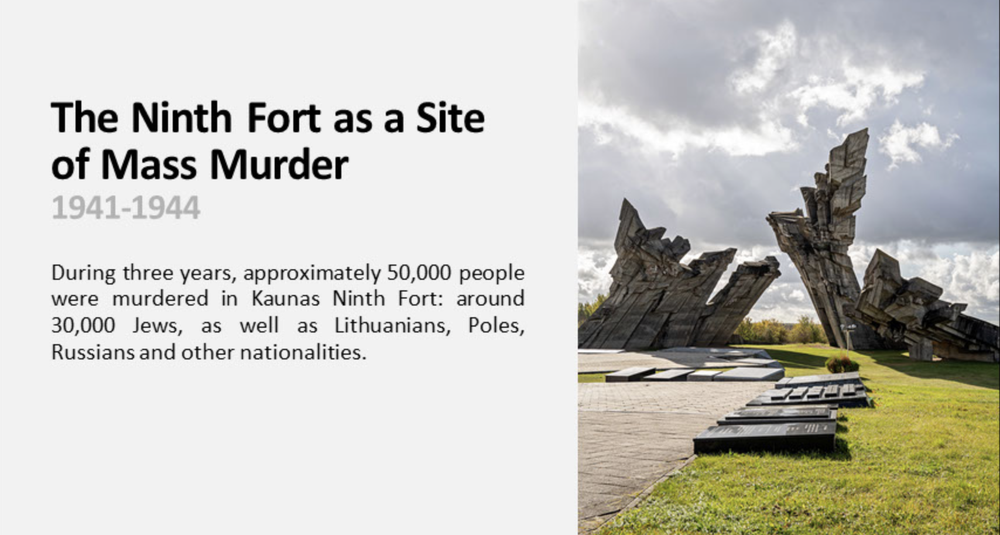 The Ninth Fort as a Site
of Mass Murder
1941-1944
During three years, approximately 50,000 people
were murdered in Kaunas Ninth Fort: around
30,000 Jews, as well as Lithuanians, Poles,
Russians and other nationalities.